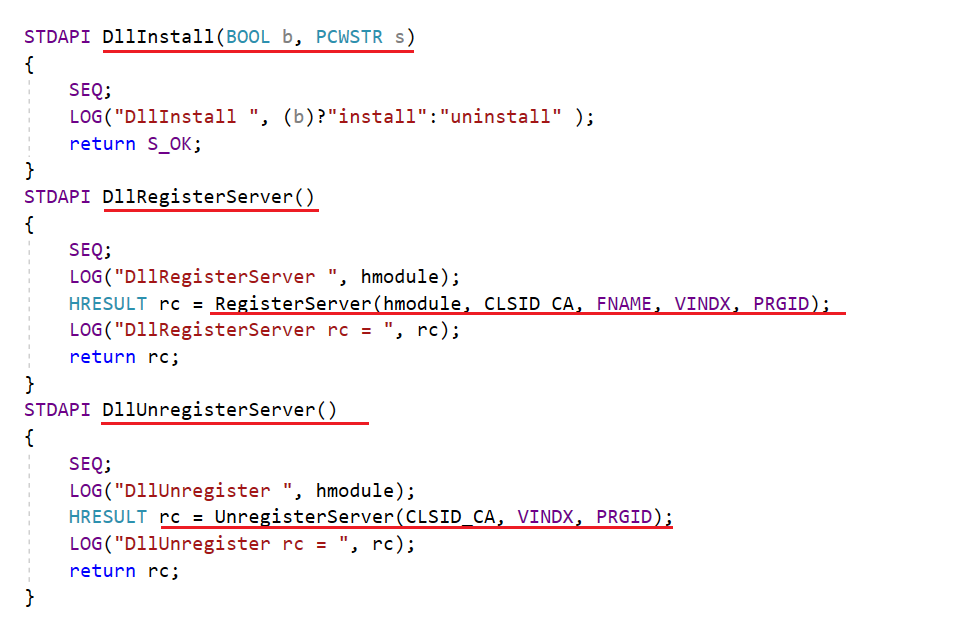 STDAPI DllInstall(BOOL b, PCWSTR s)
{
SEQ;
LOG("DllInstall ", (b)?"install":"uninstall" );
return S_OK;
}
STDAPI DllRegisterServer()
{
SEQ;
LOG("DllRegisterServer ", hmodule);
HRESULT rc = RegisterServer(hmodule, CLSID_CA, FNAME, VINDX, PRGID);
LOG("DllRegisterServer rc = ", rc);
return rc;
}
STDAPI DllUnregisterServer()
{
SEQ;
LOG("DllUnregister ", hmodule);
HRESULT rc = UnregisterServer(CLSID_CA, VINDX, PRGID);
LOG("DllUnregister rc = ", rc);
return rc;
}